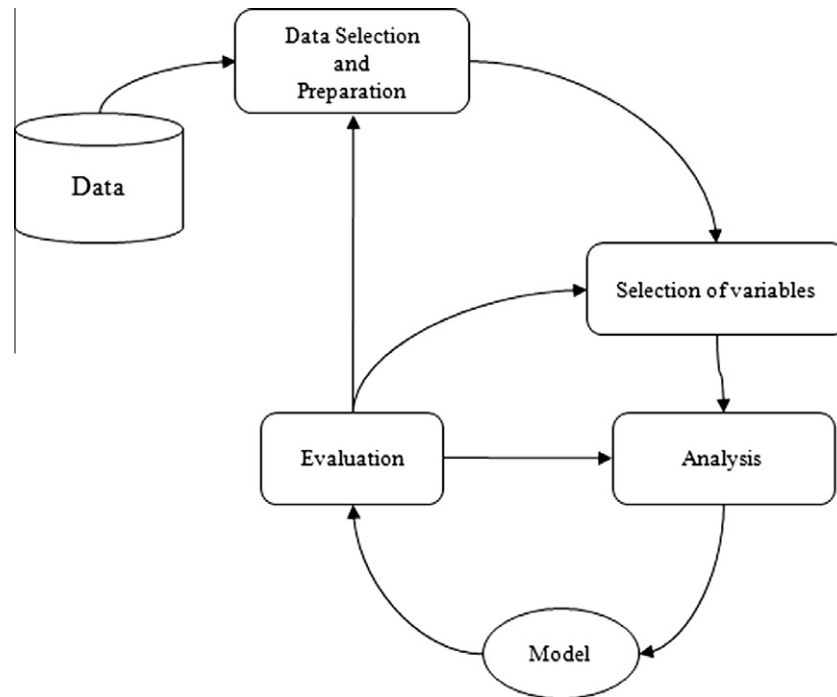 Data Selection
and
Preparation
Data
Selection of variables
Evaluation
Analysis
Model